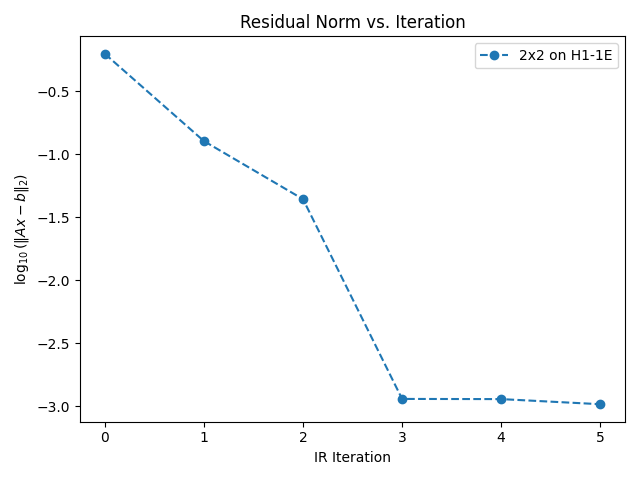 Residual Norm vs. Iteration
2x2 on H1-1E
log₁₀(‖Ax − b‖₂)
−0.5
−1.0
−1.5
−2.0
−2.5
−3.0
0 1 2 3 4 5
IR Iteration